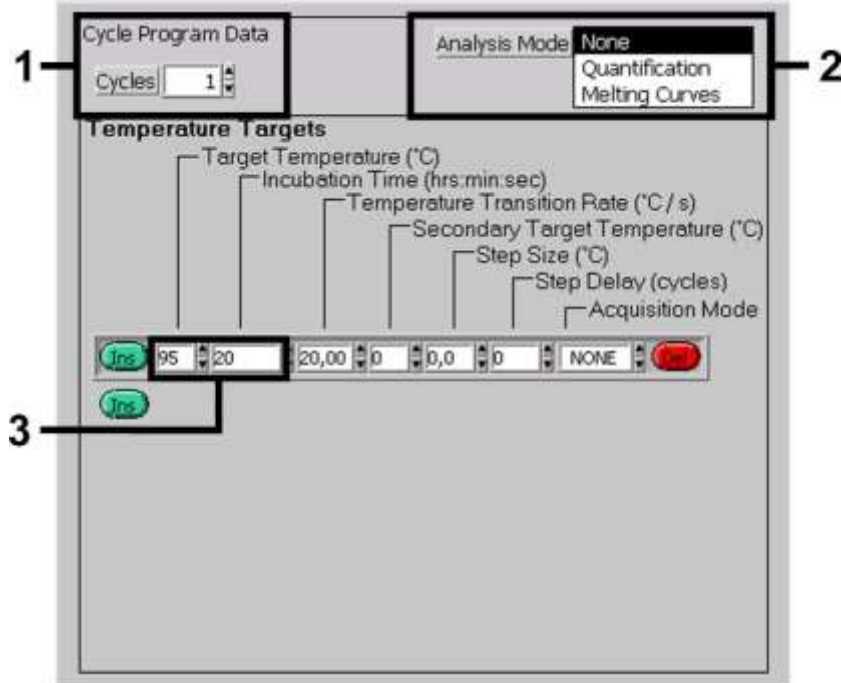 Cycle Program Data
Cycles 1
1
Analysis Mode None
Quantification
Melting Curves
2
Temperature Targets
Target Temperature (°C)
Incubation Time (hrs:min:sec)
Temperature Transition Rate (°C / s)
Secondary Target Temperature (°C)
Step Size (°C)
Step Delay (cycles)
Acquisition Mode
Ins 95 20 20,00 0 0,0 0 NONE Del
Ins
3